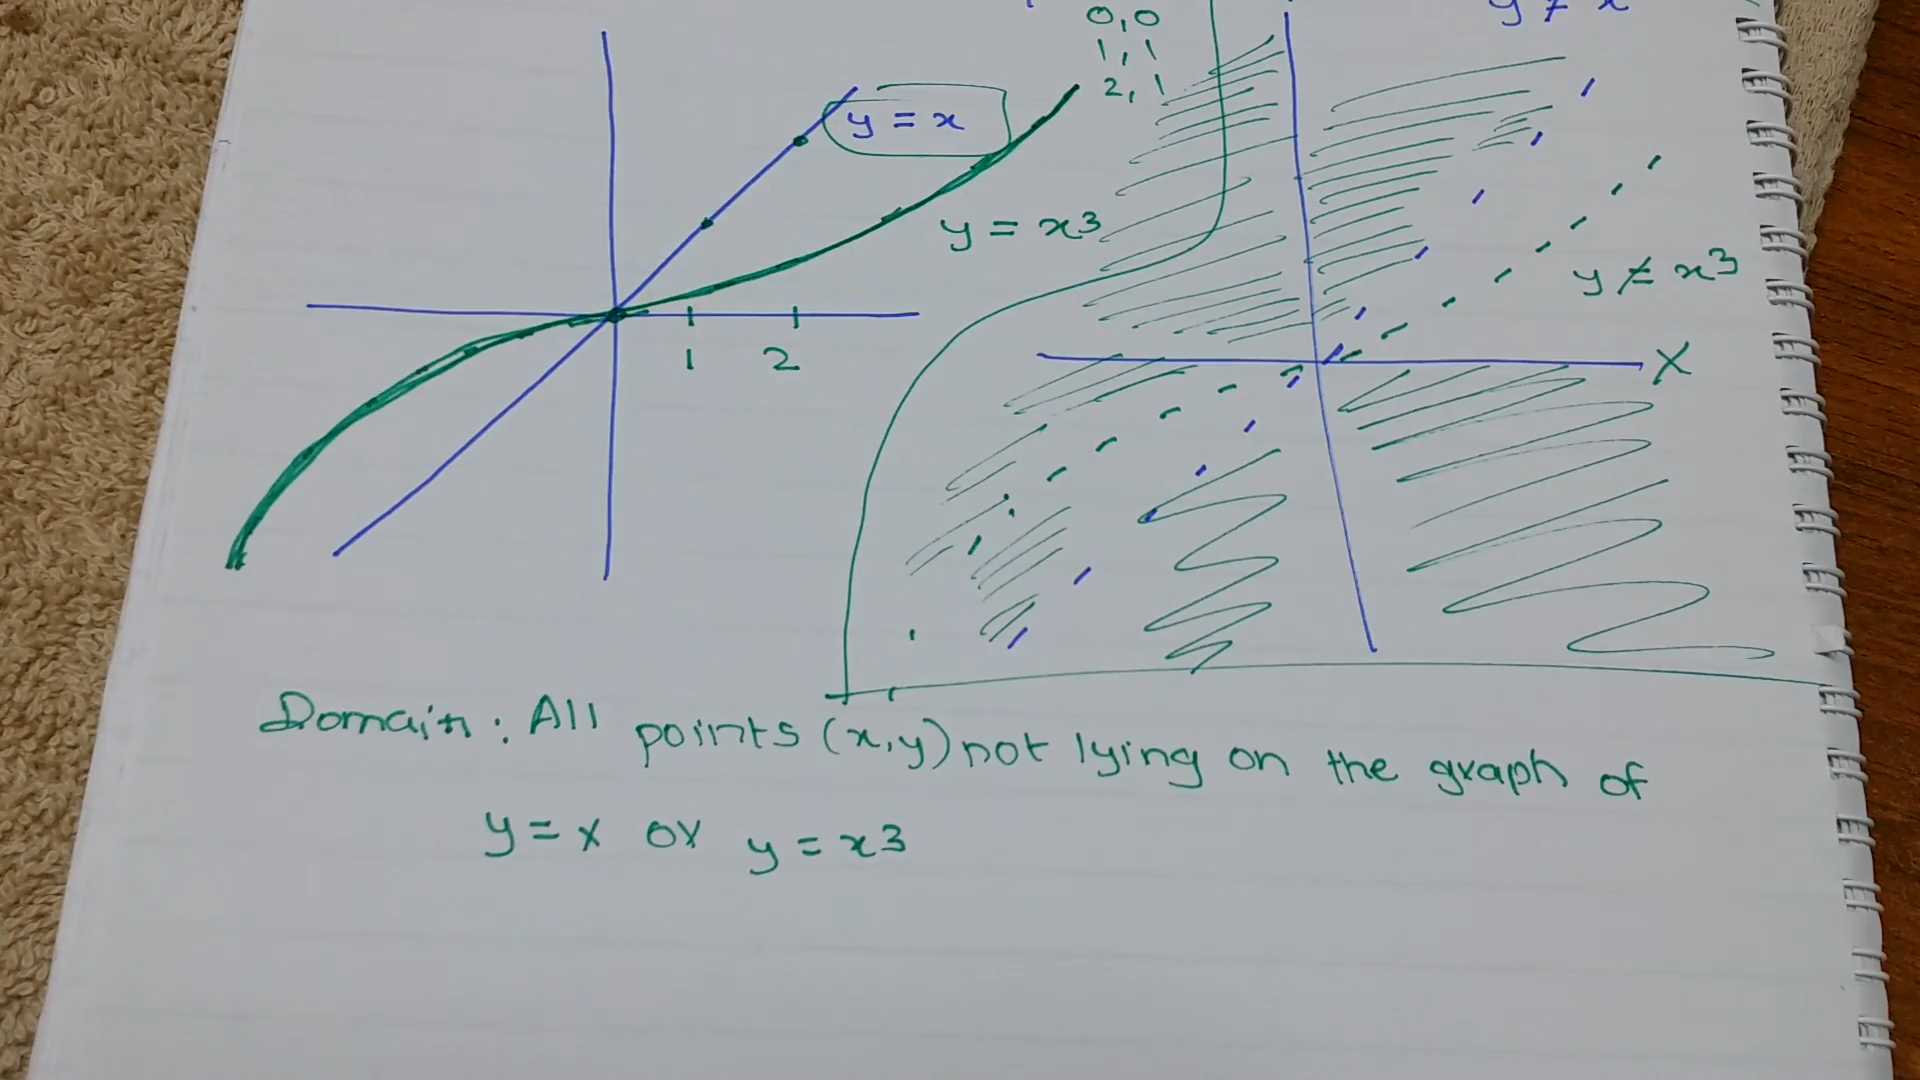 y ≠ x
0,0
1,1
2,1
y = x
y = x3
y ≠ x3
1 2
X
Domain: All points (x,y) not lying on the graph of
y = x or y = x3